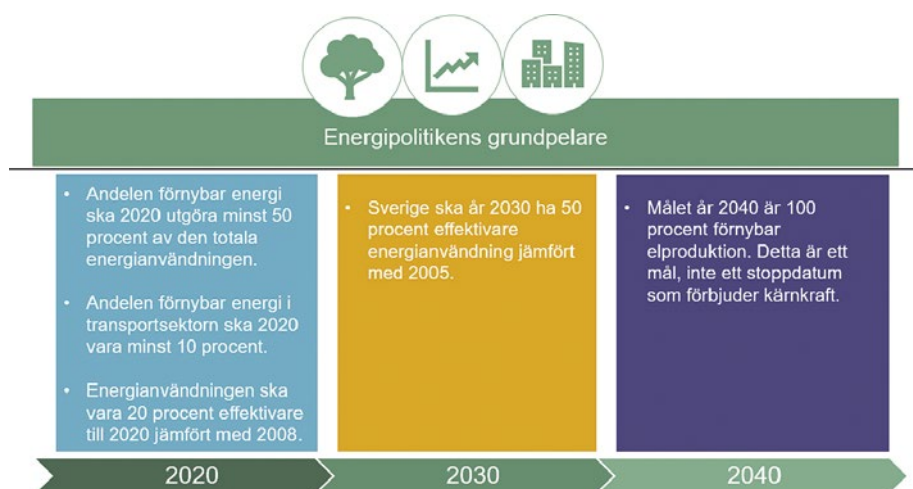 Energipolitikens grundpelare
• Andelen förnybar energi
ska 2020 utgöra minst 50
procent av den totala
energianvändningen.
• Andelen förnybar energi i
transportsektorn ska 2020
vara minst 10 procent.
• Energianvändningen ska
vara 20 procent effektivare
till 2020 jämfört med 2008.
• Sverige ska år 2030 ha 50
procent effektivare
energianvändning jämfört
med 2005.
• Målet år 2040 är 100
procent förnybar
elproduktion. Detta är ett
mål, inte ett stoppdatum
som förbjuder kärnkraft.
2020
2030
2040